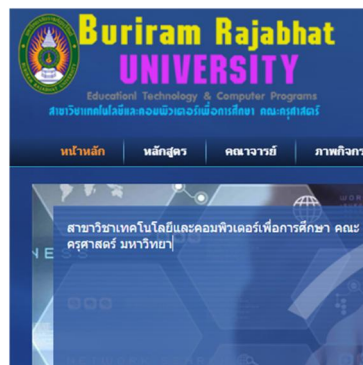 Buriram Rajabhat
UNIVERSITY
Educationl Technology & Computer Programs
สาขาวิชาเทคโนโลยีและคอมพิวเตอร์เพื่อการศึกษา คณะครุศาสตร์
หน้าหลัก หลักสูตร คณาจารย์ ภาพกิจกร
สาขาวิชาเทคโนโลยีและคอมพิวเตอร์เพื่อการศึกษา คณะ
ครุศาสตร์ มหาวิทยา